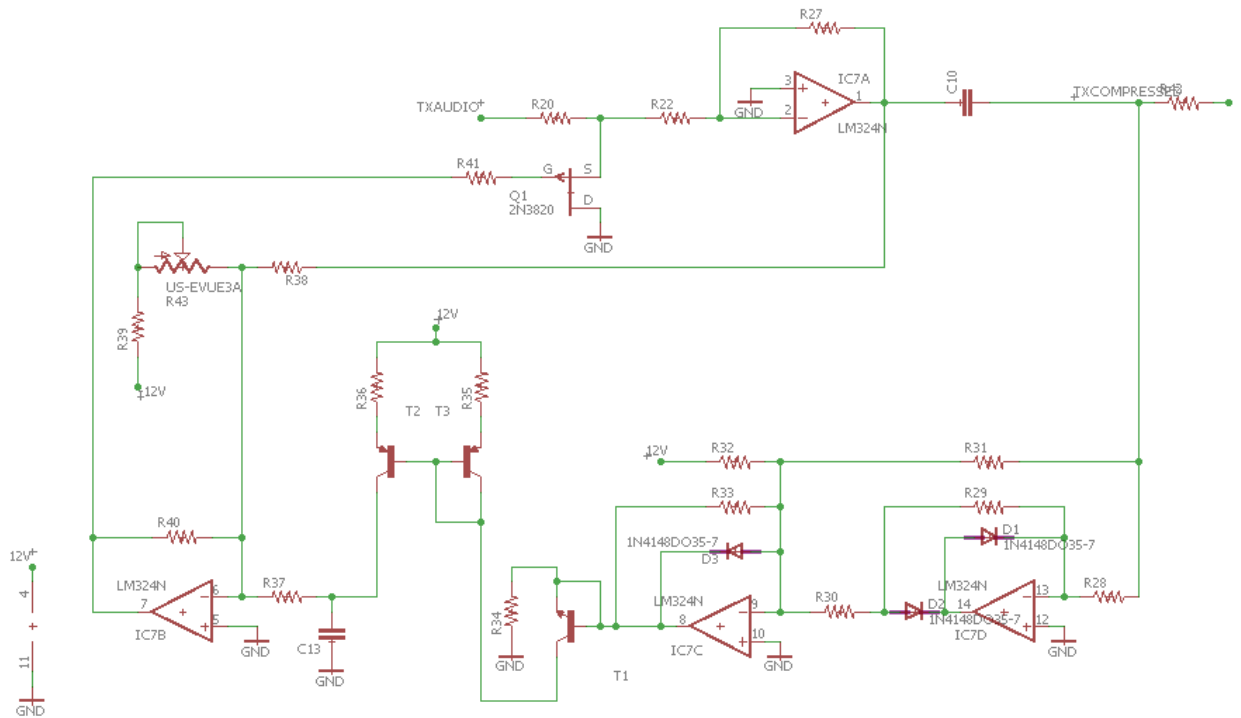 R27
IC7A
3
1
2
GND
LM324N
C10
TXCOMPRESSED
R43
TXAUDIO
R20
R22
R41
G
S
D
Q1
2N3820
GND
US-EVUE3A
R43
R38
R39
12V
12V
R36
R35
T2
T3
12V
R32
R31
R33
R29
1N4148DO35-7
D3
D1
1N4148DO35-7
R40
12V
4
11
GND
LM324N
7
6
5
IC7B
GND
R37
C13
GND
R34
GND
T1
LM324N
8
9
10
IC7C
GND
R30
D2
1N4148DO35-7
LM324N
14
13
12
IC7D
GND
R28